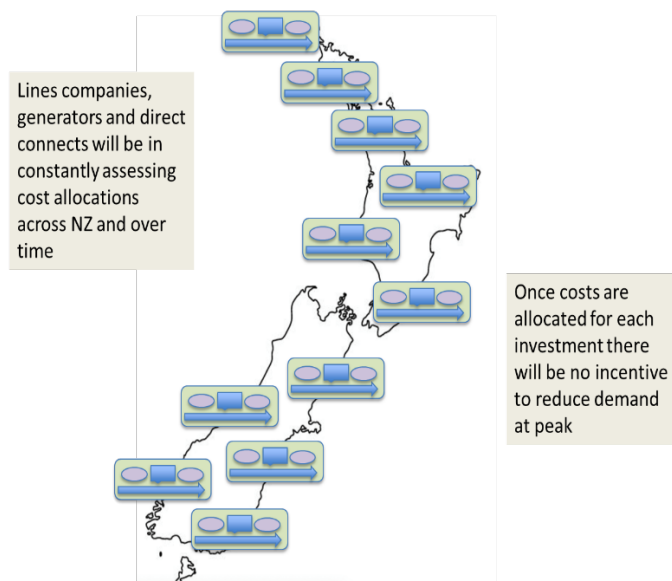 Lines companies,
generators and direct
connects will be in
constantly assessing
cost allocations
across NZ and over
time
Once costs are
allocated for each
investment there
will be no incentive
to reduce demand
at peak